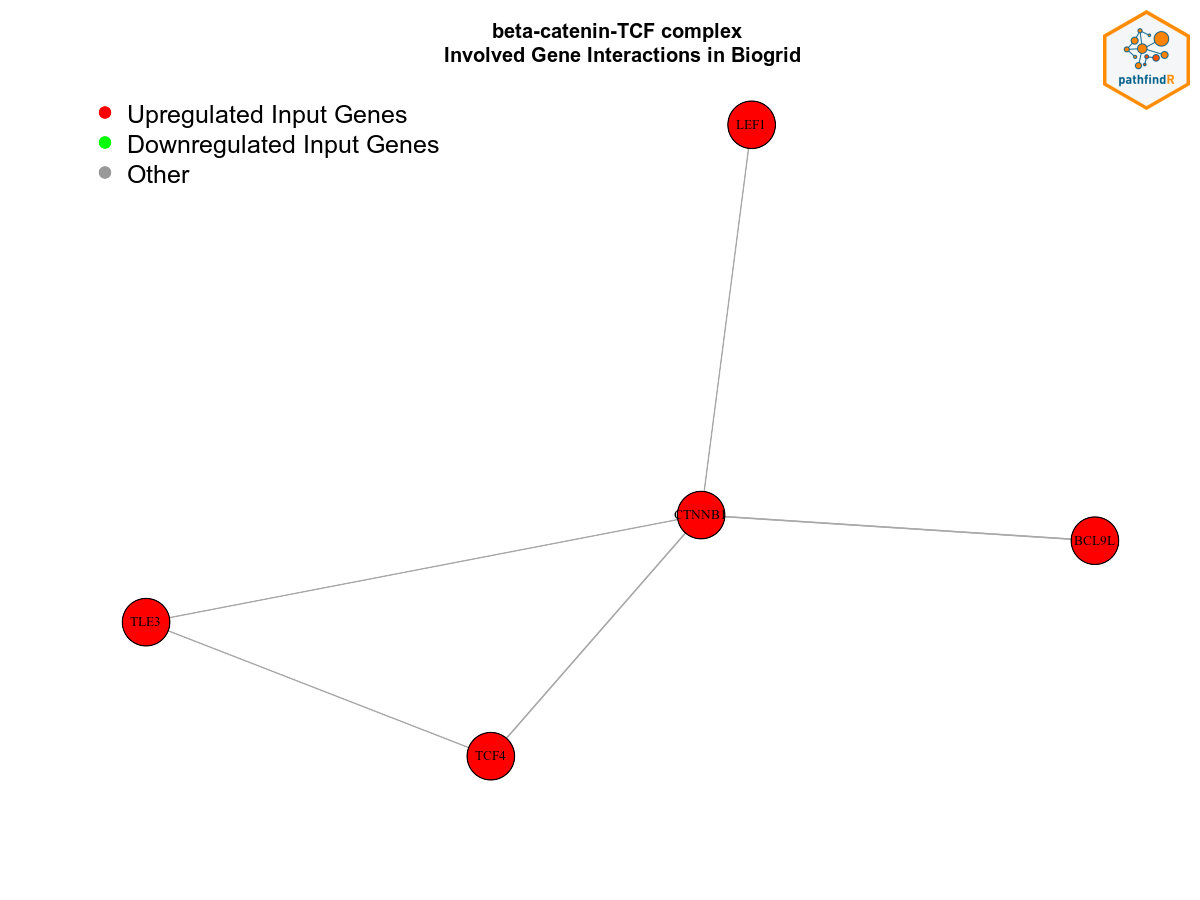 beta-catenin-TCF complex
Involved Gene Interactions in Biogrid
pathfindR
Upregulated Input Genes
Downregulated Input Genes
Other
LEF1
CTNNB1
BCL9L
TLE3
TCF4